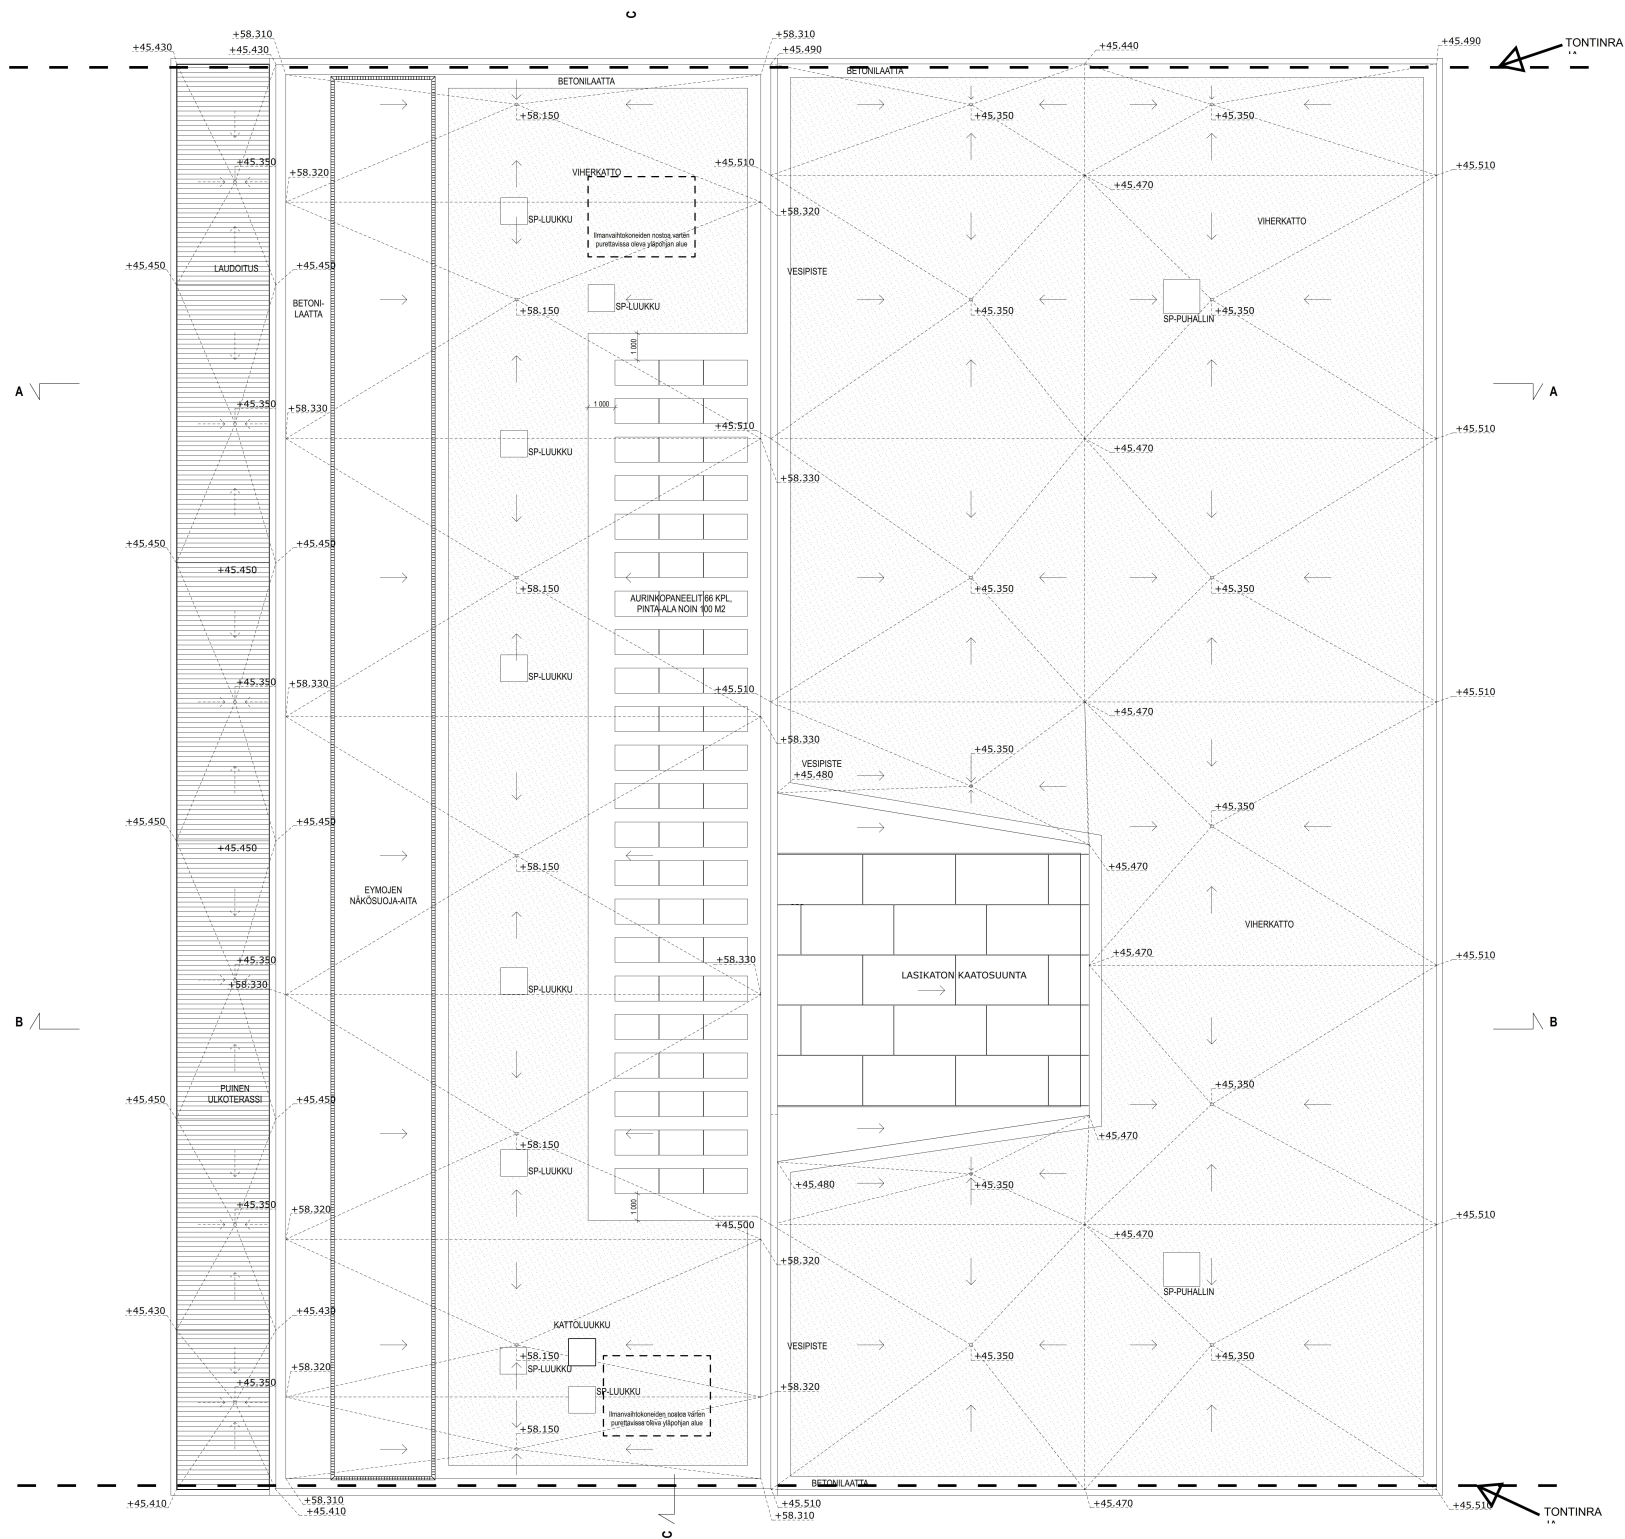 C
+58.310
+58.310
+45.430
+45.430
+45.490
+45.440
+45.490
TONTINRA
BETONILAATTA
BETONILAATTA
+58.150
+45.350
+45.350
+45.350
+58.320
+45.510
+45.510
VIHERKATTO
+45.470
SP-LUUKKU
+58.320
VIHERKATTO
Ilmanvaihtokoneiden nostoa varten
purettavissa oleva yläpohjan alue
+45.450
LAUDOITUS
+45.450
VESIPISTE
BETONI-
LAATTA
+58.150
SP-LUUKKU
+45.350
+45.350
SP-PUHALLIN
1 000
A
A
+45.350
+58.330
1 000
+45.510
+45.510
SP-LUUKKU
+45.470
+58.330
+45.450
+45.450
+45.450
+58.150
+45.350
+45.350
AURINKOPANEELIT 66 KPL,
PINTA-ALA NOIN 100 M2
+45.350
+58.330
SP-LUUKKU
+45.510
+45.510
+45.470
+58.330
+45.350
VESIPISTE
+45.480
+45.350
+45.450
+45.450
+45.450
+58.150
+45.470
EYMOJEN
NÄKÖSUOJA-AITA
VIHERKATTO
+45.350
+58.330
+58.330
+45.470
+45.510
LASIKATON KAATOSUUNTA
SP-LUUKKU
B
B
PUINEN
ULKOTERASSI
+45.450
+45.450
+45.350
+58.150
+45.470
SP-LUUKKU
+45.480
+45.350
+45.350
+58.320
1 000
+45.500
+45.510
+45.470
+58.320
SP-PUHALLIN
+45.430
+45.430
KATTOLUUKKU
VESIPISTE
+58.150
+45.350
+45.350
+58.320
SP-LUUKKU
+45.350
SP-LUUKKU
+58.320
Ilmanvaihtokoneiden nostoa varten
purettavissa oleva yläpohjan alue
+58.150
BETONILAATTA
+45.410
+58.310
+45.410
+45.510
+58.310
+45.470
+45.510
TONTINRA
C